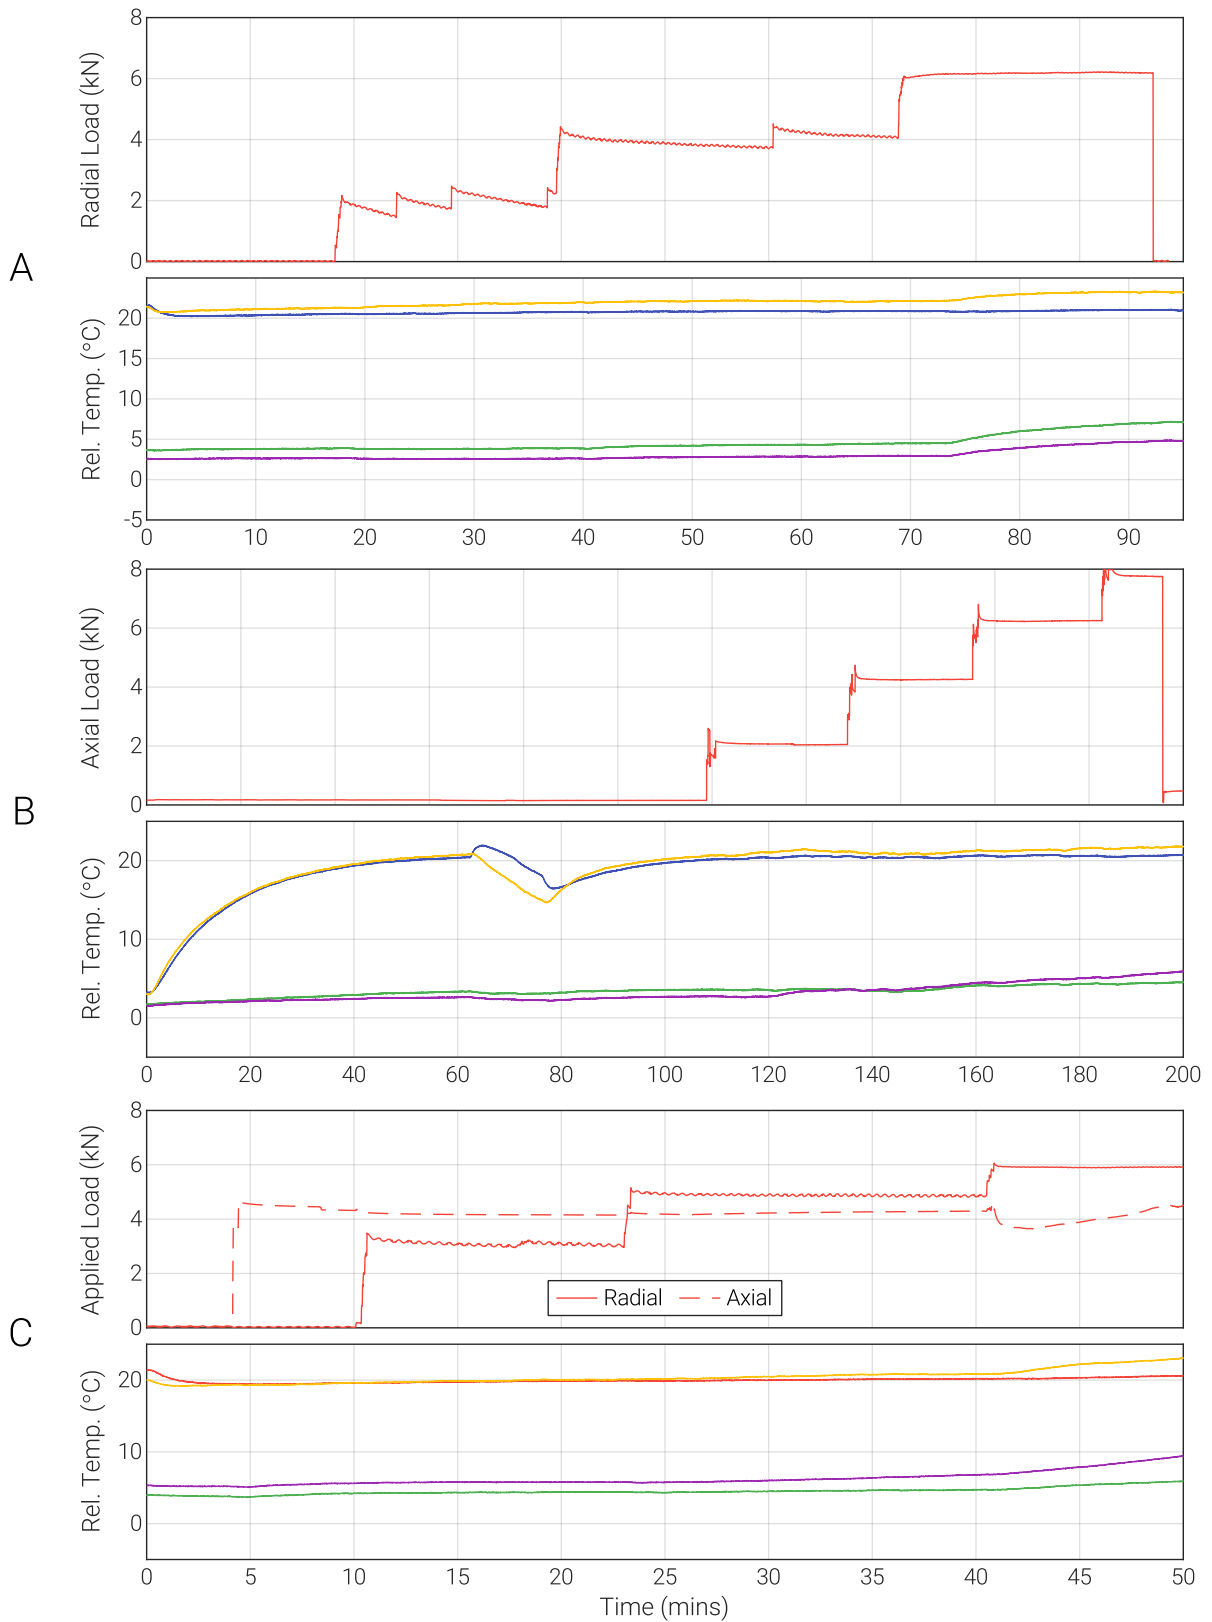 A
Radial Load (kN)
8
6
4
2
0
Rel. Temp. (°C)
20
15
10
5
0
-5
0 10 20 30 40 50 60 70 80 90
B
Axial Load (kN)
8
6
4
2
0
Rel. Temp. (°C)
20
10
0
0 20 40 60 80 100 120 140 160 180 200
C
Applied Load (kN)
8
6
4
2
0
Radial Axial
Rel. Temp. (°C)
20
10
0
0 5 10 15 20 25 30 35 40 45 50
Time (mins)